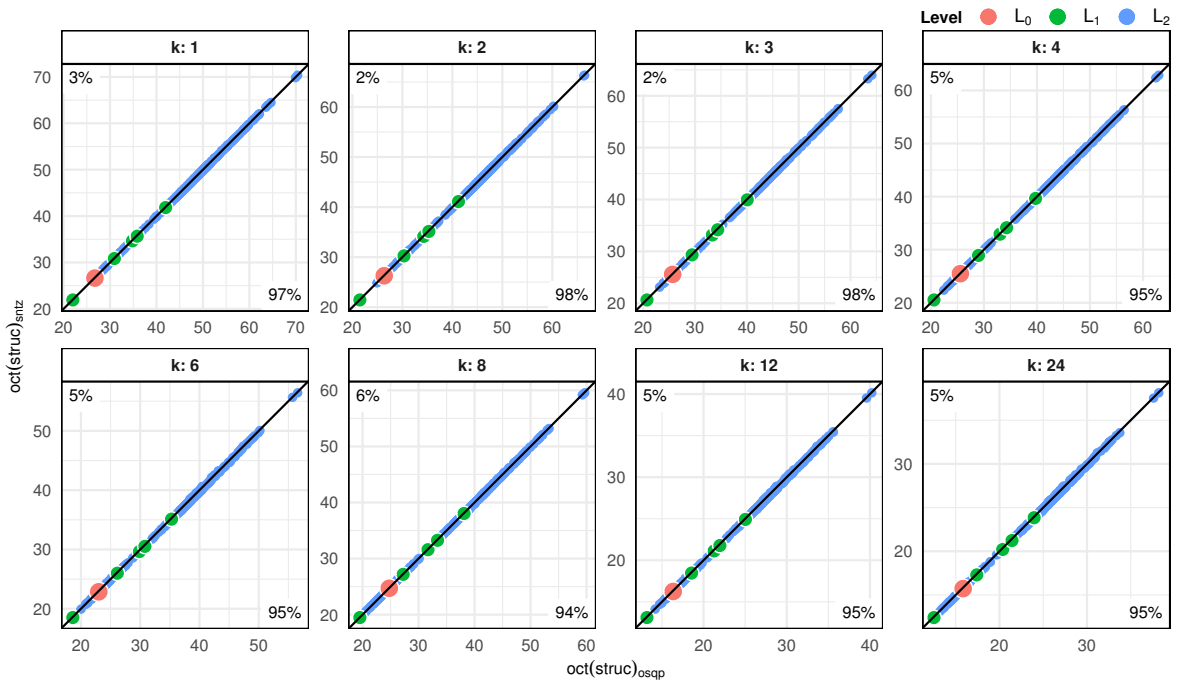 Level L0 L1 L2
k: 1 k: 2 k: 3 k: 4
3% 2% 2% 5%
97% 98% 98% 95%
70 60 50 40 30 20
60 50 40 30 20
60 50 40 30 20
60 50 40 30 20
20 30 40 50 60 70
20 30 40 50 60
20 30 40 50 60
20 30 40 50 60
oct(struc)sntz
k: 6 k: 8 k: 12 k: 24
5% 6% 5% 5%
95% 94% 95% 95%
50 40 30 20
60 50 40 30 20
40 30 20
30 20
20 30 40 50
20 30 40 50 60
20 30 40
20 30
oct(struc)osqp